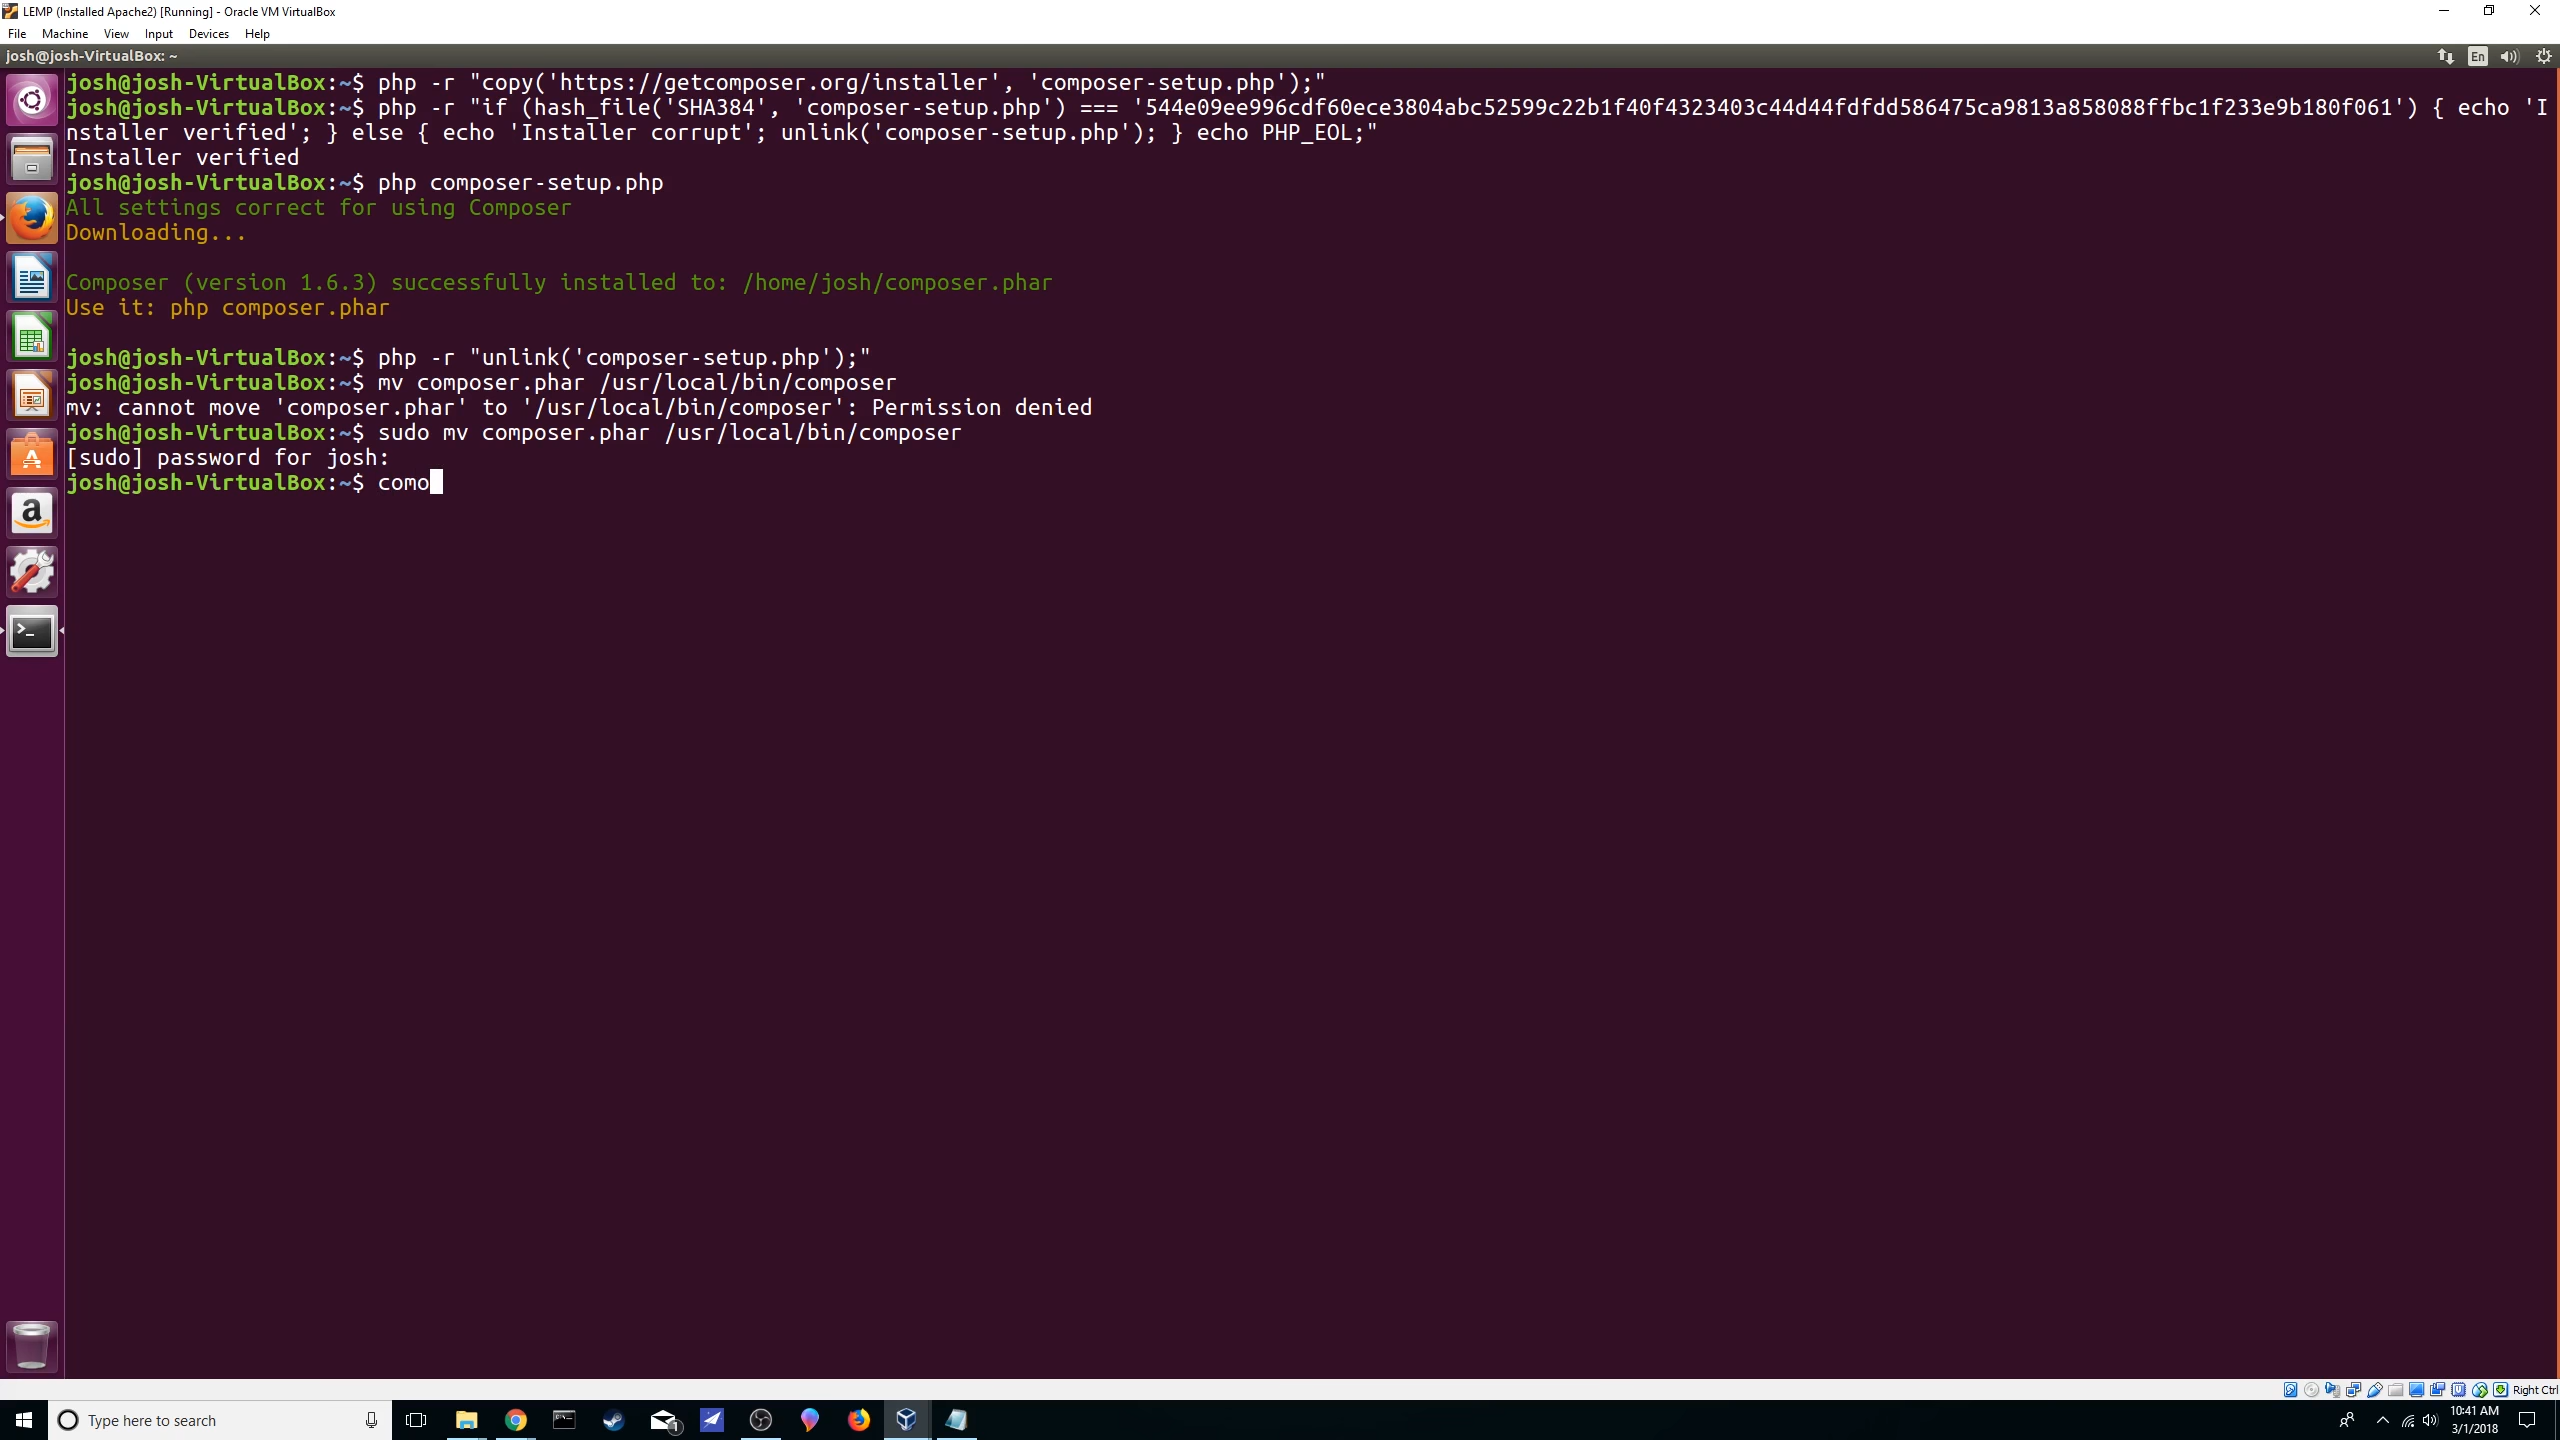 LEMP (Installed Apache2) [Running] - Oracle VM VirtualBox
File Machine View Input Devices Help
josh@josh-VirtualBox: ~
En
josh@josh-VirtualBox:~$ php -r "copy('https://getcomposer.org/installer', 'composer-setup.php');"
josh@josh-VirtualBox:~$ php -r "if (hash_file('SHA384', 'composer-setup.php') === '544e09ee996cdf60ece3804abc52599c22b1f40f4323403c44d44fdfdd586475ca9813a858088ffbc1f233e9b180f061') { echo 'I
nstaller verified'; } else { echo 'Installer corrupt'; unlink('composer-setup.php'); } echo PHP_EOL;"
Installer verified
josh@josh-VirtualBox:~$ php composer-setup.php
All settings correct for using Composer
Downloading...
Composer (version 1.6.3) successfully installed to: /home/josh/composer.phar
Use it: php composer.phar
josh@josh-VirtualBox:~$ php -r "unlink('composer-setup.php');"
josh@josh-VirtualBox:~$ mv composer.phar /usr/local/bin/composer
mv: cannot move 'composer.phar' to '/usr/local/bin/composer': Permission denied
josh@josh-VirtualBox:~$ sudo mv composer.phar /usr/local/bin/composer
[sudo] password for josh:
josh@josh-VirtualBox:~$ como
Right Ctrl
Type here to search
1
10:41 AM
3/1/2018